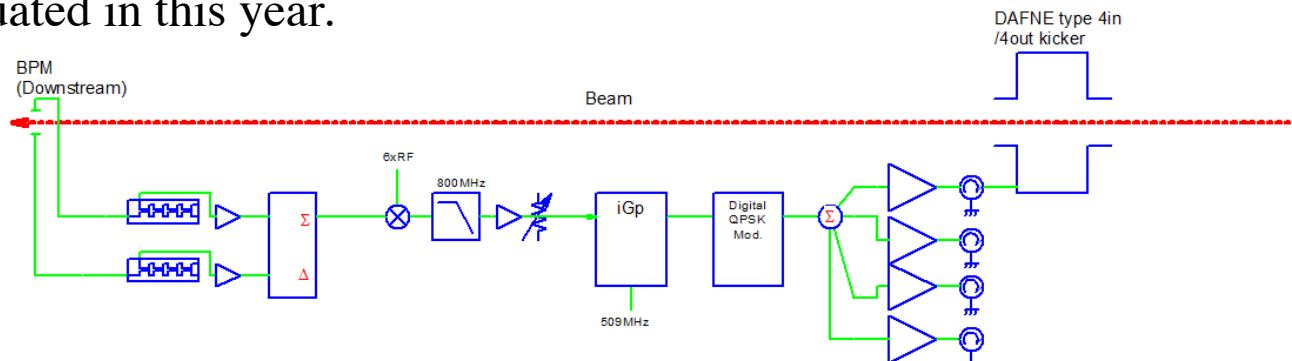 uated in this year.
DAFNE type 4in
/4out kicker
BPM
(Downstream)
Beam
6xRF
800MHz
Σ
Δ
iGp
Digital
QPSK
Mod.
Σ
509MHz